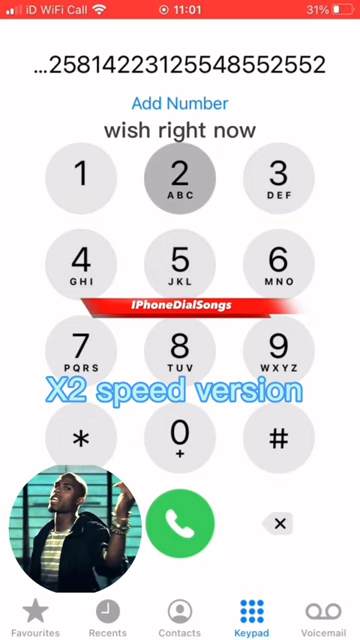 iD WiFi Call
11:01
31%
...25814223125548552552
Add Number
wish right now
1
2
ABC
3
DEF
4
GHI
5
JKL
6
MNO
IPhoneDialSongs
7
PQRS
8
TUV
9
WXYZ
X2 speed version
*
0
+
#
Favourites
Recents
Contacts
Keypad
Voicemail